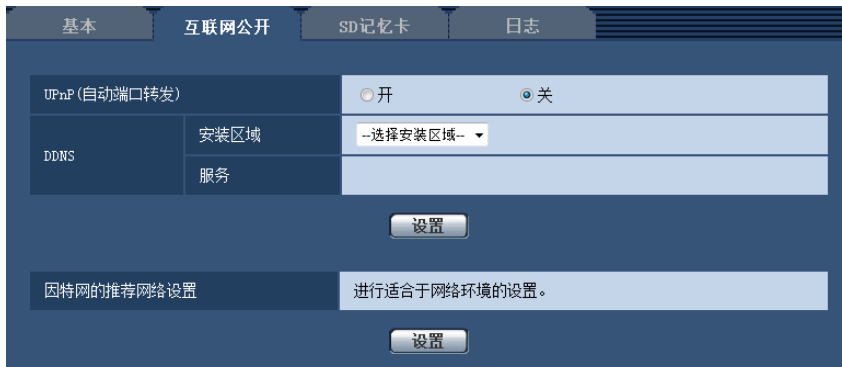 基本 互联网公开 SD记忆卡 日志
UPnP(自动端口转发) 开 关
DDNS 安装区域 --选择安装区域--
服务
设置
因特网的推荐网络设置 进行适合于网络环境的设置。
设置